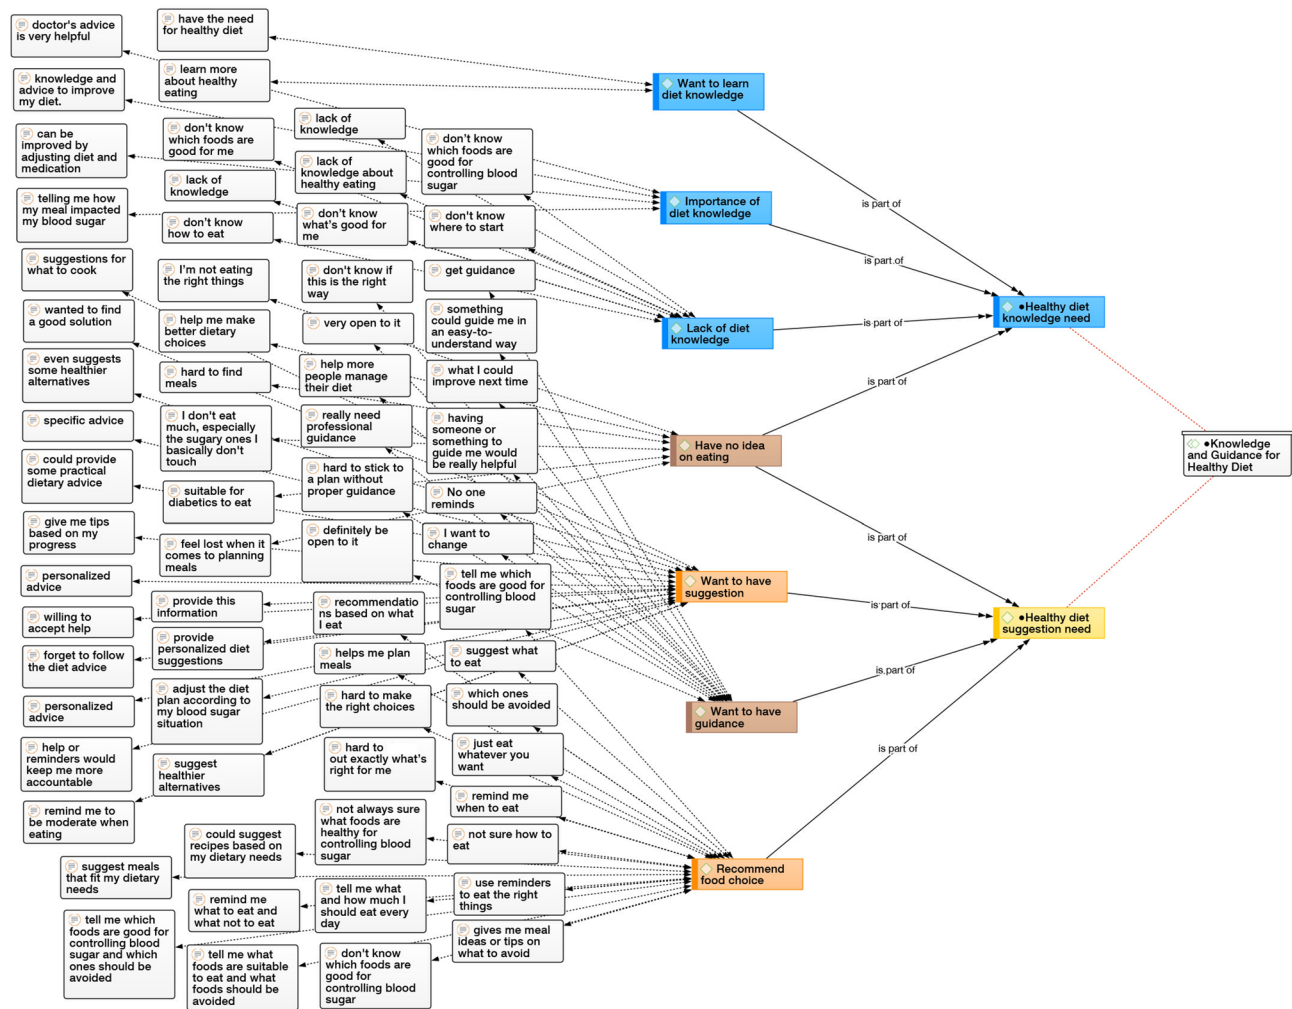 doctor's advice
is very helpful
have the need
for healthy diet
knowledge and
advice to improve
my diet.
learn more
about healthy
eating
can be
improved by
adjusting diet and
medication
don't know
which foods are
good for me
lack of
knowledge
don't know
which foods are
good for
controlling blood
sugar
lack of
knowledge
lack of
knowledge about
healthy eating
telling me how
my meal impacted
my blood sugar
don't know
how to eat
don't know
what's good for
me
don't know
where to start
suggestions for
what to cook
I'm not eating
the right things
don't know if
this is the right
way
get guidance
wanted to find
a good solution
help me make
better dietary
choices
very open to it
something
could guide me in
an easy-to-
understand way
even suggests
some healthier
alternatives
hard to find
meals
help more
people manage
their diet
what I could
improve next time
specific advice
I don't eat
much, especially
the sugary ones I
basically don't
touch
really need
professional
guidance
having
someone or
something to
guide me would
be really helpful
could provide
some practical
dietary advice
suitable for
diabetics to eat
hard to stick to
a plan without
proper guidance
No one
reminds
give me tips
based on my
progress
feel lost when it
comes to planning
meals
definitely be
open to it
I want to
change
personalized
advice
provide this
information
recommendatio
ns based on what
I eat
tell me which
foods are good for
controlling blood
sugar
willing to
accept help
provide
personalized diet
suggestions
helps me plan
meals
suggest what
to eat
forget to follow
the diet advice
adjust the diet
plan according to
my blood sugar
situation
hard to make
the right choices
which ones
should be avoided
personalized
advice
help or
reminders would
keep me more
accountable
suggest
healthier
alternatives
hard to
out exactly what's
right for me
just eat
whatever you
want
remind me to
be moderate when
eating
could suggest
recipes based on
my dietary needs
not always sure
what foods are
healthy for
controlling blood
sugar
remind me
when to eat
not sure how to
eat
suggest meals
that fit my dietary
needs
remind me
what to eat and
what not to eat
tell me what
and how much I
should eat every
day
use reminders
to eat the right
things
tell me which
foods are good for
controlling blood
sugar and which
ones should be
avoided
tell me what
foods are suitable
to eat and what
foods should be
avoided
don't know
which foods are
good for
controlling blood
sugar
gives me meal
ideas or tips on
what to avoid
Want to learn
diet knowledge
Importance of
diet knowledge
Lack of diet
knowledge
Have no idea
on eating
Want to have
suggestion
Want to have
guidance
Recommend
food choice
is part of
is part of
is part of
is part of
is part of
is part of
is part of
is part of
●Healthy diet
knowledge need
●Healthy diet
suggestion need
●Knowledge
and Guidance for
Healthy Diet